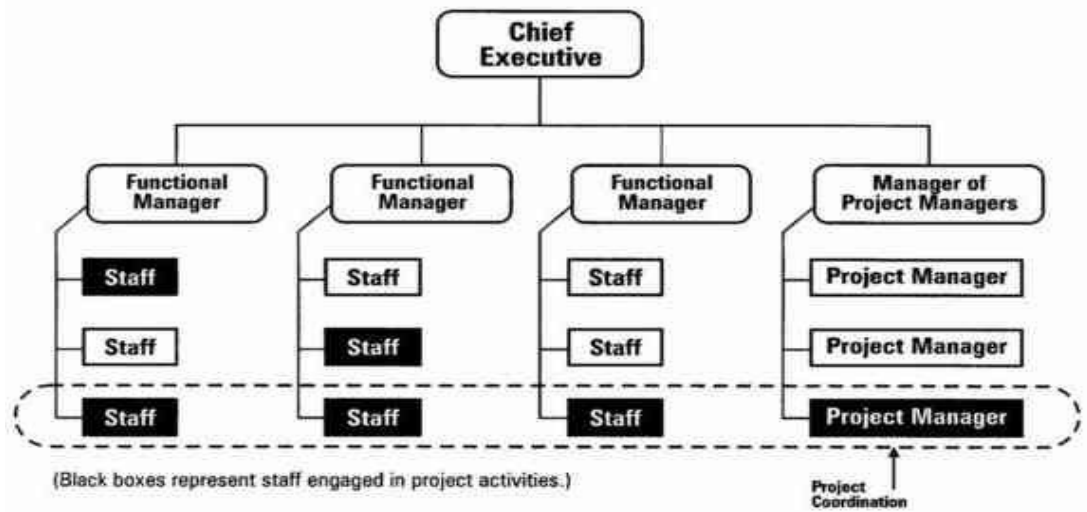 Chief
Executive
Functional
Manager
Functional
Manager
Functional
Manager
Manager of
Project Managers
Staff
Staff
Staff
Project Manager
Staff
Staff
Staff
Project Manager
Staff
Staff
Staff
Project Manager
(Black boxes represent staff engaged in project activities.)
Project
Coordination